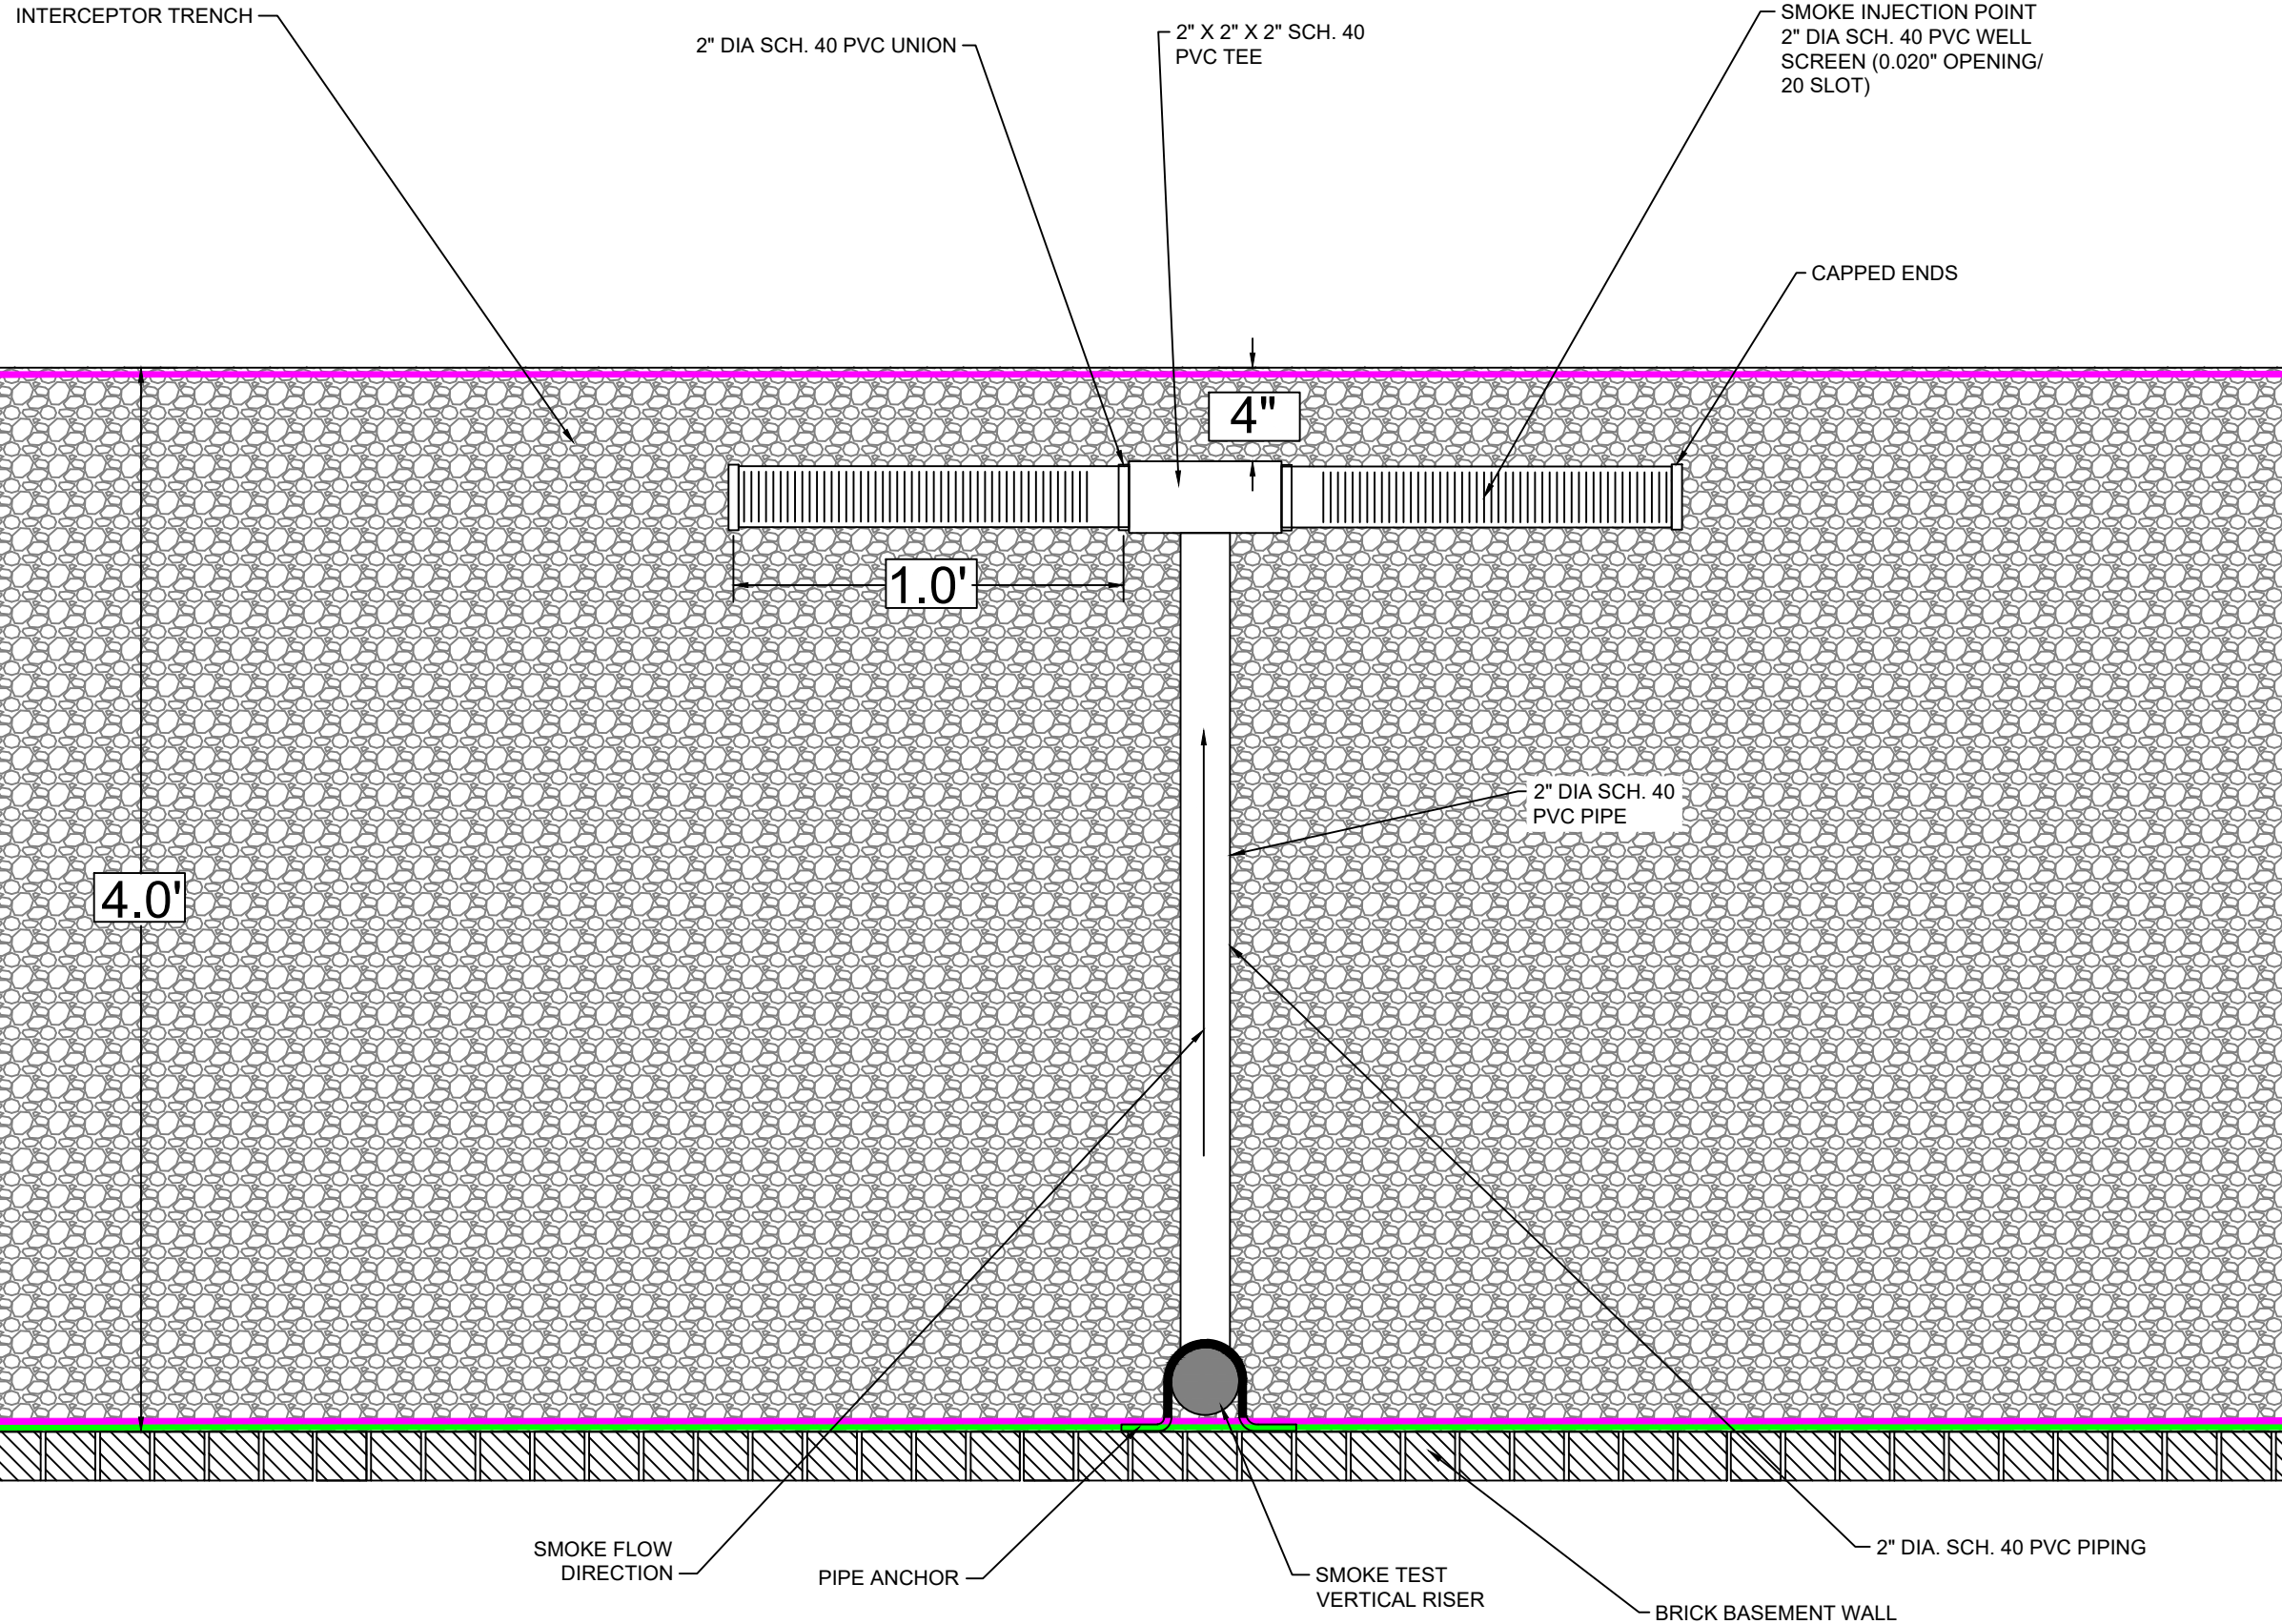 INTERCEPTOR TRENCH
2" DIA SCH. 40 PVC UNION
2" X 2" X 2" SCH. 40
PVC TEE
SMOKE INJECTION POINT
2" DIA SCH. 40 PVC WELL
SCREEN (0.020" OPENING/
20 SLOT)
CAPPED ENDS
4"
1.0'
2" DIA SCH. 40
PVC PIPE
4.0'
SMOKE FLOW
DIRECTION
PIPE ANCHOR
SMOKE TEST
VERTICAL RISER
2" DIA. SCH. 40 PVC PIPING
BRICK BASEMENT WALL